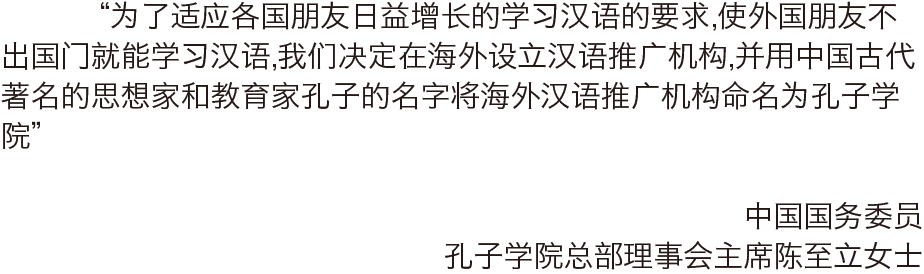 “为了适应各国朋友日益增长的学习汉语的要求,使外国朋友不
出国门就能学习汉语,我们决定在海外设立汉语推广机构,并用中国古代
著名的思想家和教育家孔子的名字将海外汉语推广机构命名为孔子学
院”
中国国务委员
孔子学院总部理事会主席陈至立女士